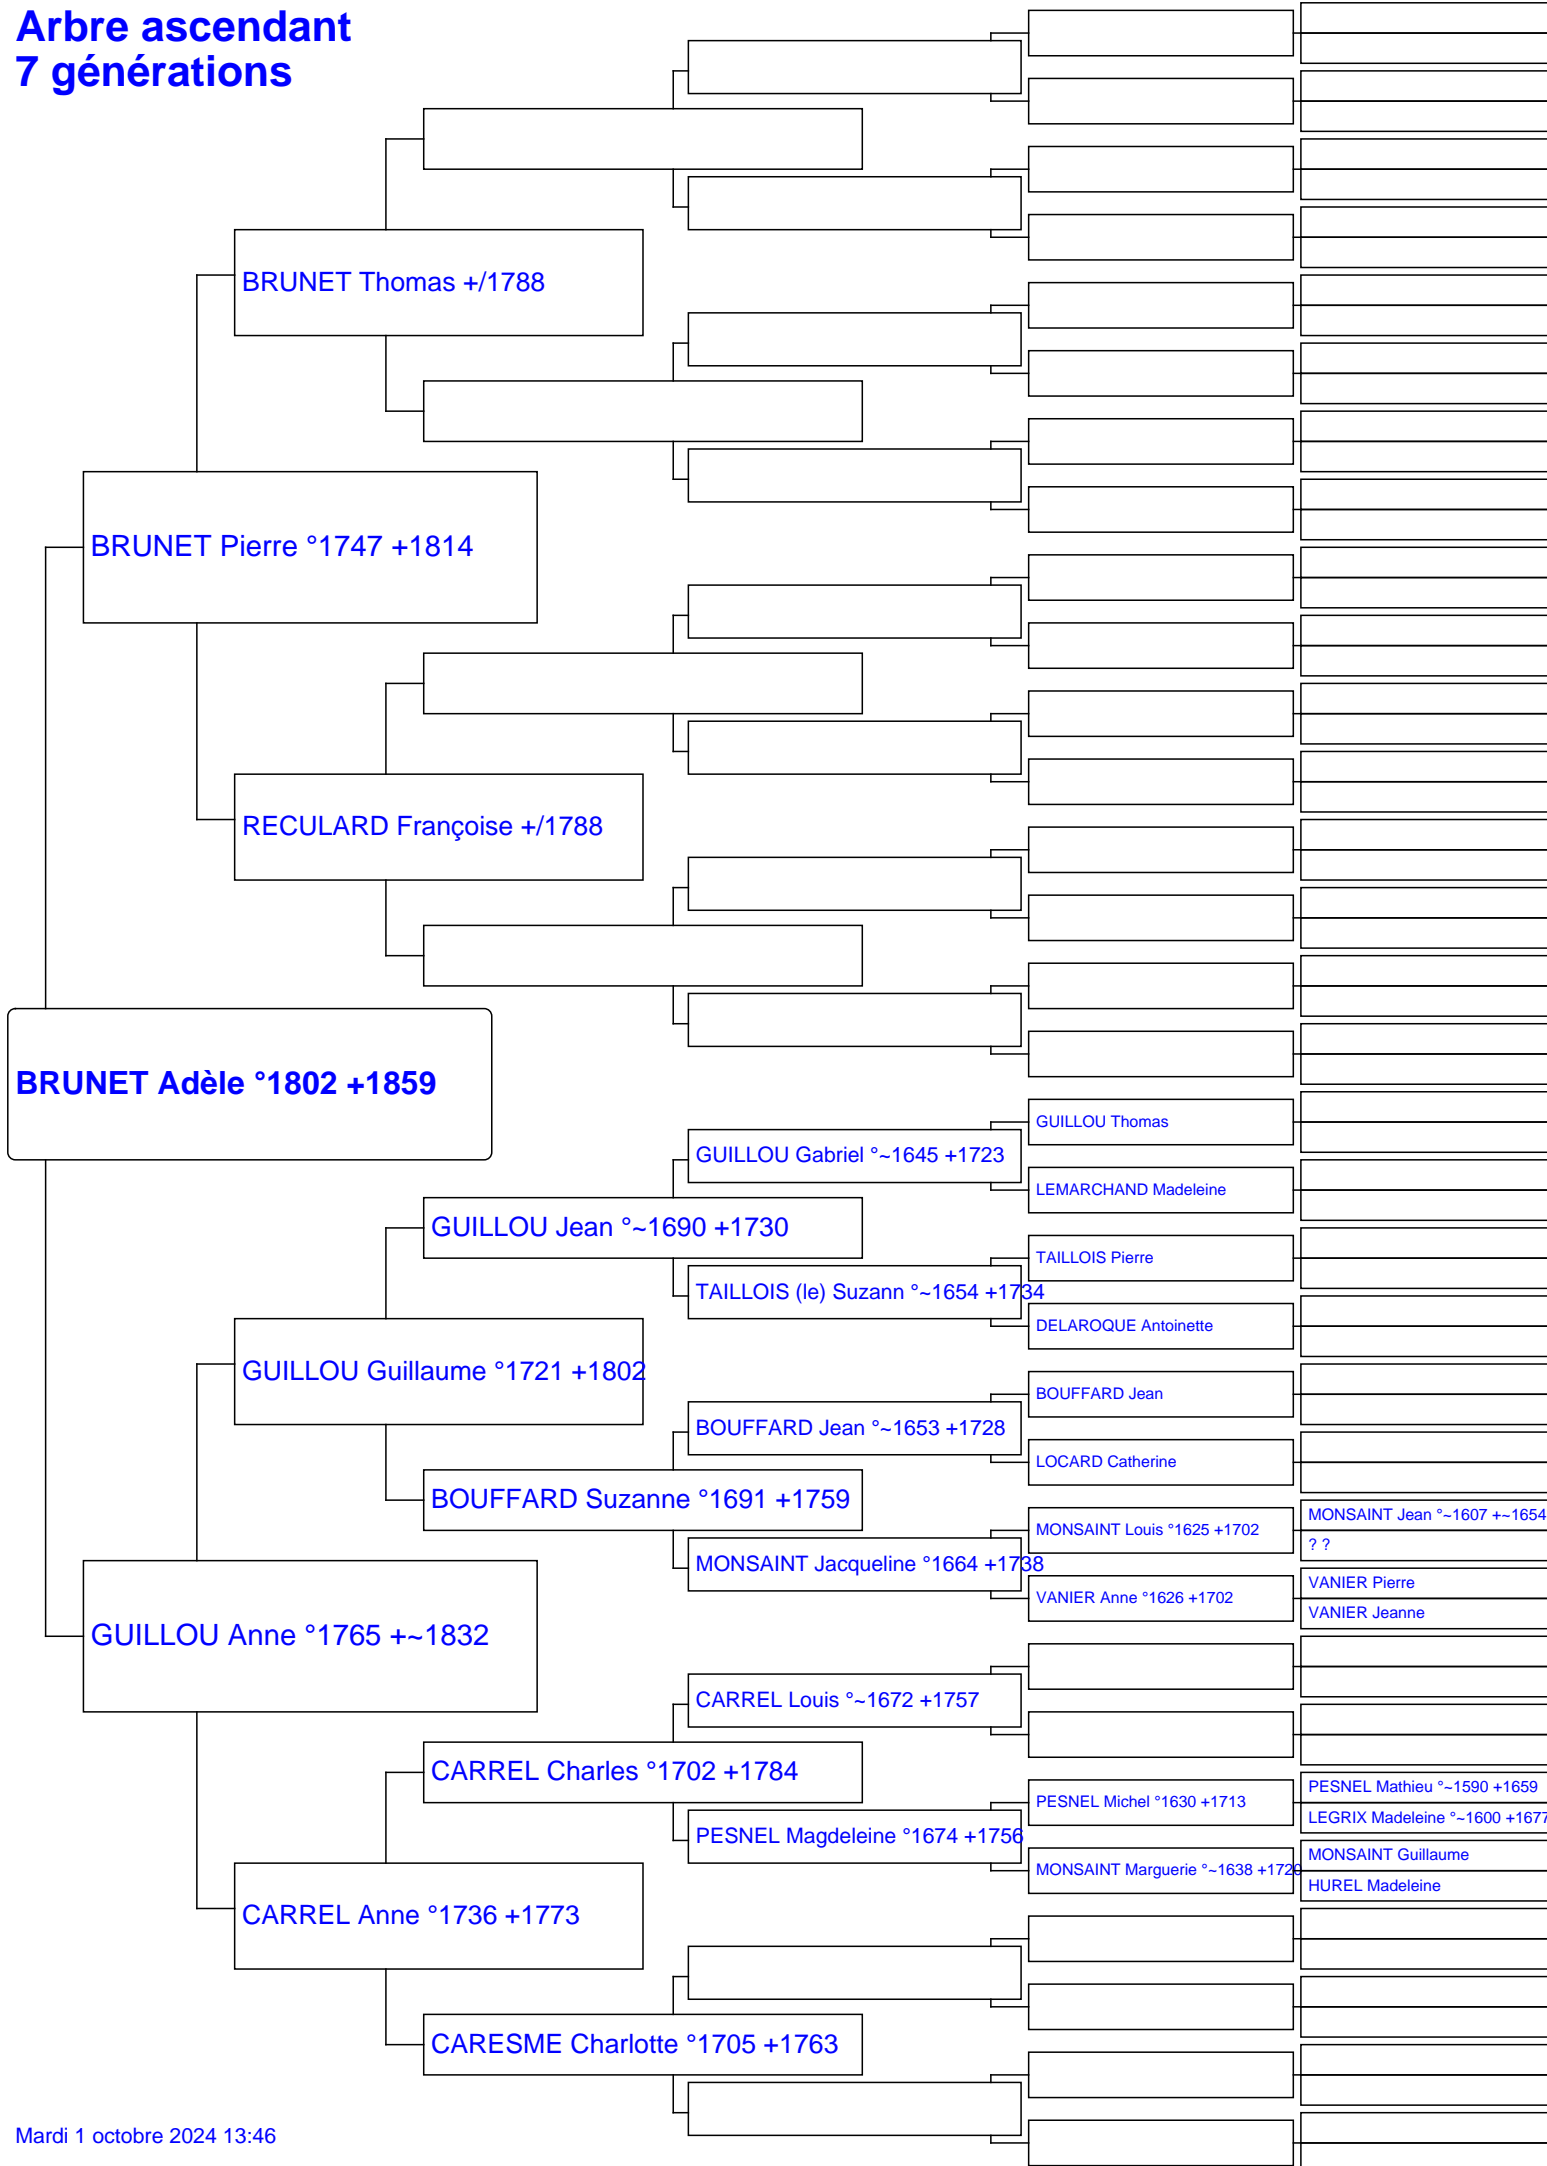 Arbre ascendant
7 générations
BRUNET Thomas +/1788
BRUNET Pierre °1747 +1814
RECULARD Françoise +/1788
BRUNET Adèle °1802 +1859
GUILLOU Thomas
GUILLOU Gabriel °~1645 +1723
LEMARCHAND Madeleine
GUILLOU Jean °~1690 +1730
TAILLOIS Pierre
TAILLOIS (le) Suzann °~1654 +1734
DELAROQUE Antoinette
GUILLOU Guillaume °1721 +1802
BOUFFARD Jean
BOUFFARD Jean °~1653 +1728
LOCARD Catherine
BOUFFARD Suzanne °1691 +1759
MONSAINT Jean °~1607 +~1654
MONSAINT Louis °1625 +1702
? ?
MONSAINT Jacqueline °1664 +1738
VANIER Pierre
VANIER Anne °1626 +1702
VANIER Jeanne
GUILLOU Anne °1765 +~1832
CARREL Louis °~1672 +1757
CARREL Charles °1702 +1784
PESNEL Mathieu °~1590 +1659
PESNEL Michel °1630 +1713
LEGRIX Madeleine °~1600 +1677
PESNEL Magdeleine °1674 +1756
MONSAINT Guillaume
MONSAINT Marguerie °~1638 +1720
HUREL Madeleine
CARREL Anne °1736 +1773
CARESME Charlotte °1705 +1763
Mardi 1 octobre 2024 13:46